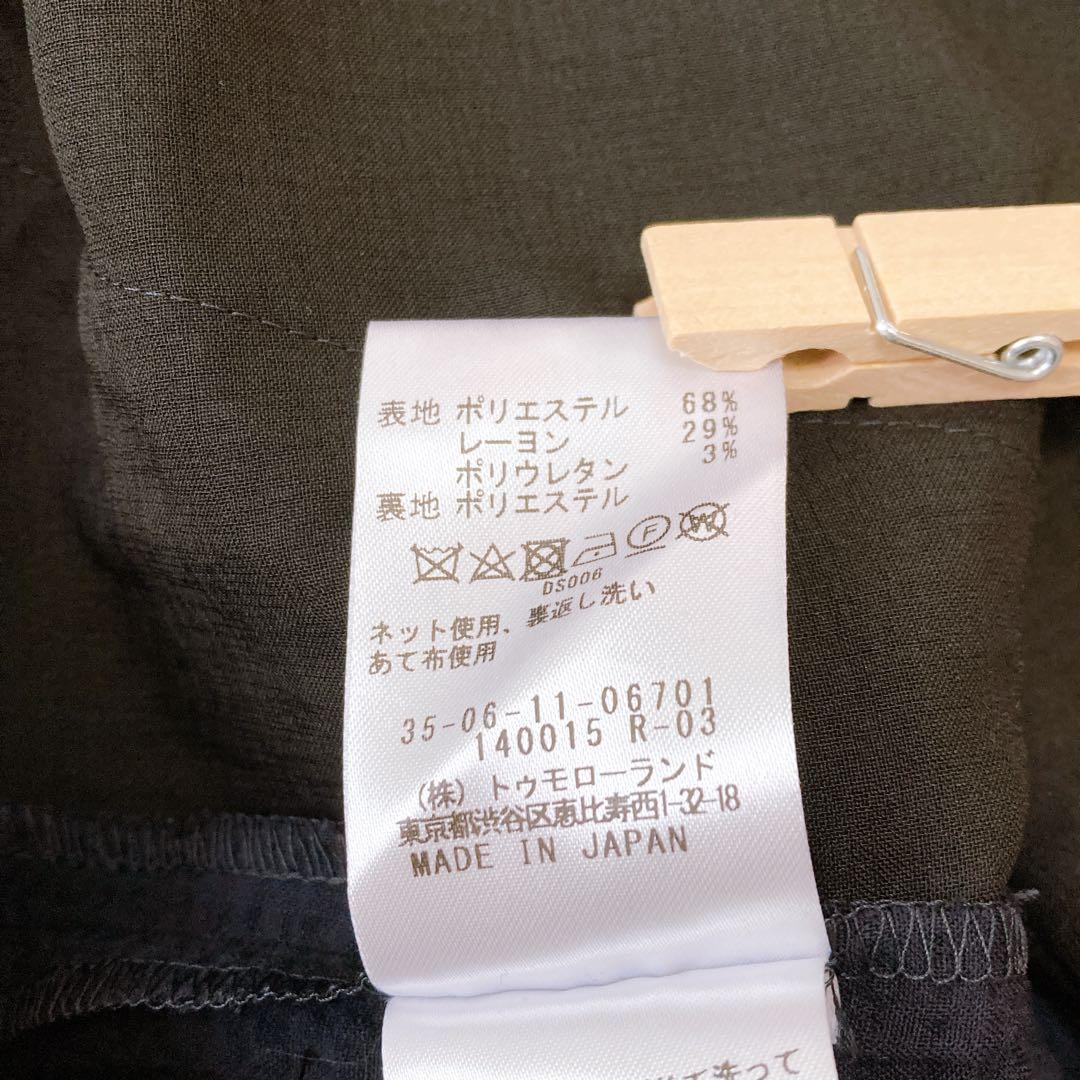 表地 ポリエステル 68%
レーヨン 29%
ポリウレタン 3%
裏地 ポリエステル
F W
DS006
ネット使用、裏返し洗い
あて布使用
35-06-11-06701
140015 R-03
(株) トゥモローランド
東京都渋谷区恵比寿西1-32-18
MADE IN JAPAN
洗って